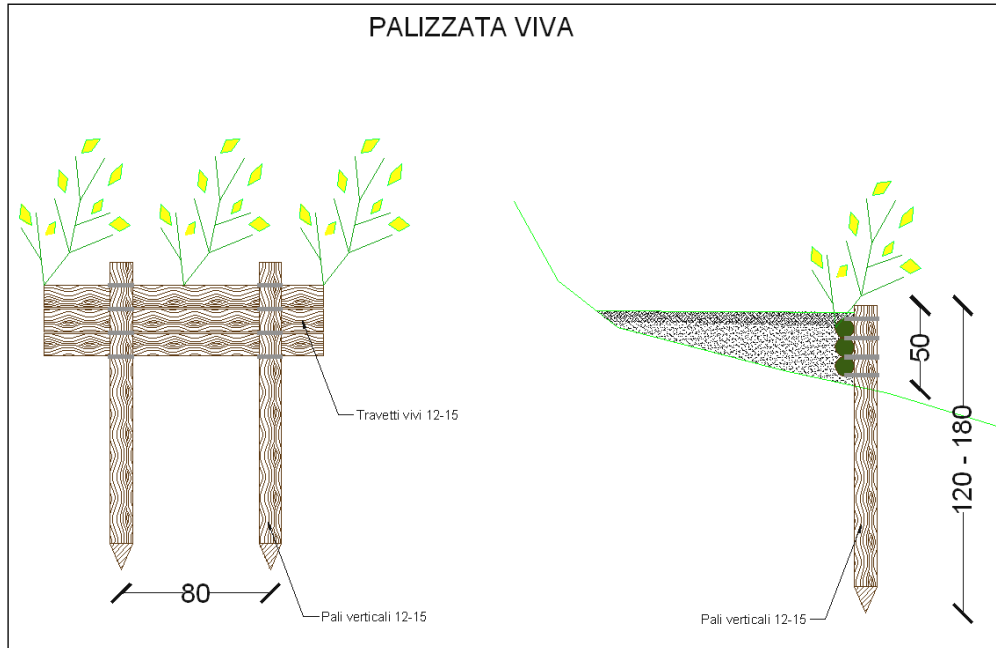 PALIZZATA VIVA
Travetti vivi 12-15
80
Pali verticali 12-15
50
120 - 180
Pali verticali 12-15